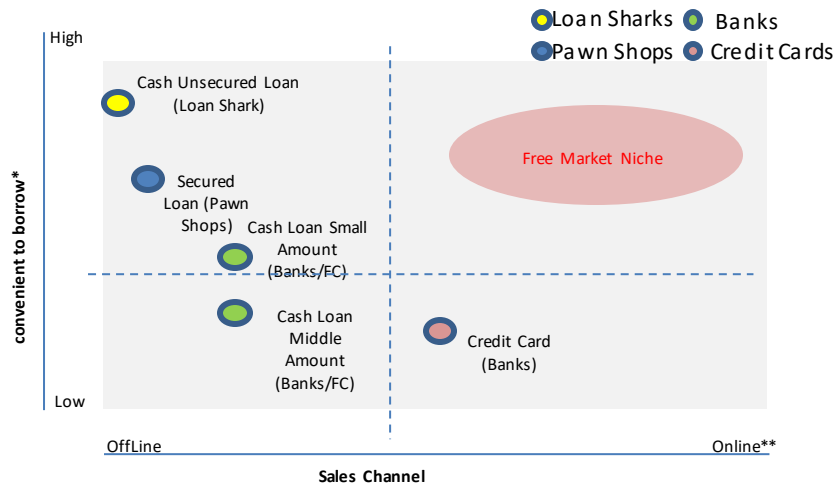 High
Loan Sharks
Banks
Pawn Shops
Credit Cards
Cash Unsecured Loan
(Loan Shark)
Free Market Niche
Secured
Loan (Pawn
Shops)
Cash Loan Small
Amount
(Banks/FC)
convenient to borrow*
Cash Loan
Middle
Amount
(Banks/FC)
Credit Card
(Banks)
Low
OffLine
Online**
Sales Channel